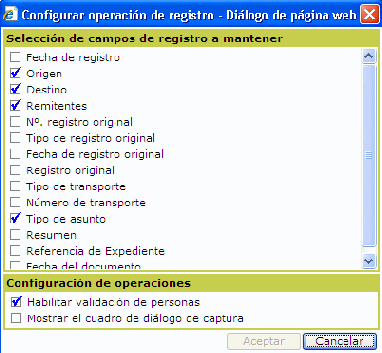 Configurar operación de registro - Diálogo de página web
Selección de campos de registro a mantener
Fecha de registro
Origen
Destino
Remitentes
Nº. registro original
Tipo de registro original
Fecha de registro original
Registro original
Tipo de transporte
Número de transporte
Tipo de asunto
Resumen
Referencia de Expediente
Fecha del documento
Configuración de operaciones
Habilitar validación de personas
Mostrar el cuadro de diálogo de captura
Aceptar
Cancelar